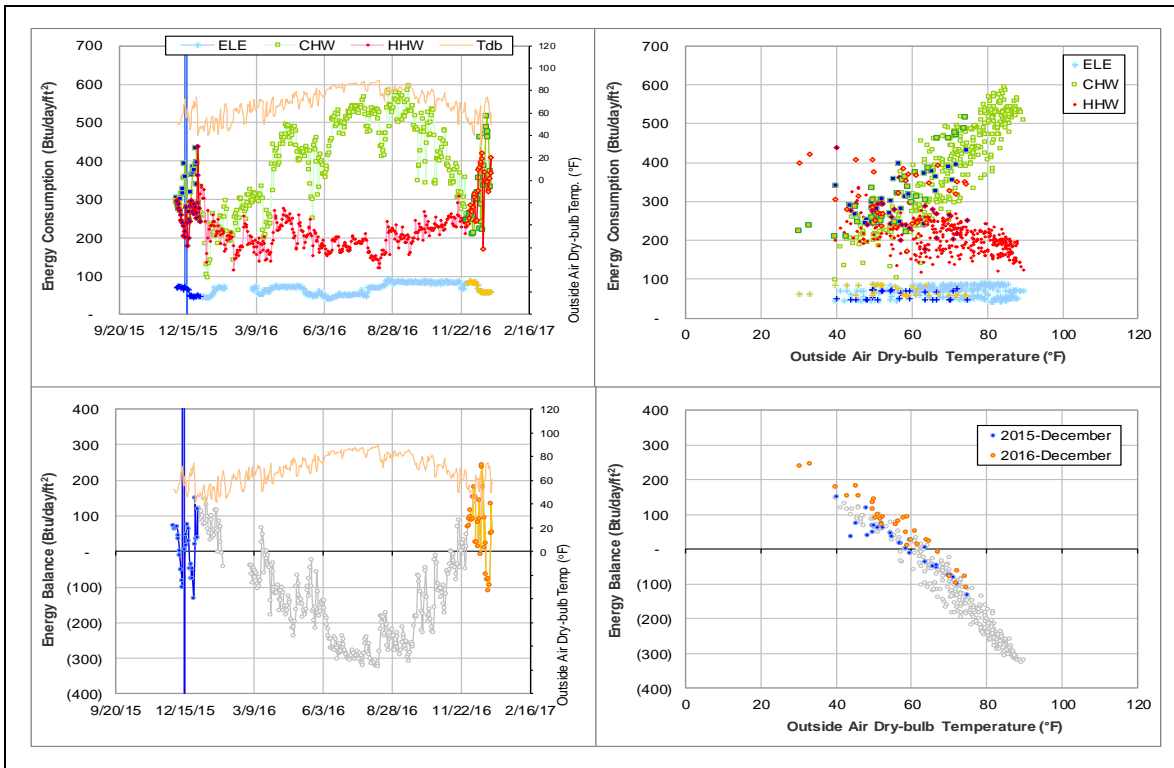 ELE CHW HHW Tdb
700
600
500
400
300
200
100
-
Energy Consumption (Btu/day/ft²)
120
100
80
60
40
20
0
Outside Air Dry-bulb Temp. (°F)
9/20/15 12/15/15 3/9/16 6/3/16 8/28/16 11/22/16 2/16/17
700
600
500
400
300
200
100
-
Energy Consumption (Btu/day/ft²)
ELE
CHW
HHW
20 40 60 80 100 120
Outside Air Dry-bulb Temperature (°F)
400
300
200
100
-
(100)
(200)
(300)
(400)
Energy Balance (Btu/day/ft²)
120
100
80
60
40
20
0
Outside Air Dry-bulb Temp (°F)
9/20/15 12/15/15 3/9/16 6/3/16 8/28/16 11/22/16 2/16/17
400
300
200
100
-
(100)
(200)
(300)
(400)
Energy Balance (Btu/day/ft²)
2015-December
2016-December
20 40 60 80 100 120
Outside Air Dry-bulb Temperature (°F)